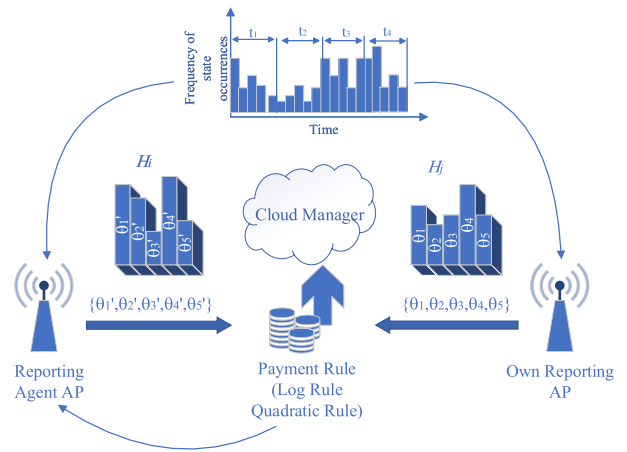 t₁ t₂ t₃ t₄
Frequency of
state
occurrences
Time
Hi
Hj
θ1' θ2' θ3' θ4' θ5'
θ1 θ2 θ3 θ4 θ5
Cloud Manager
{θ1',θ2',θ3',θ4',θ5'}
{θ1,θ2,θ3,θ4,θ5}
Reporting
Agent AP
Payment Rule
(Log Rule
Quadratic Rule)
Own Reporting
AP